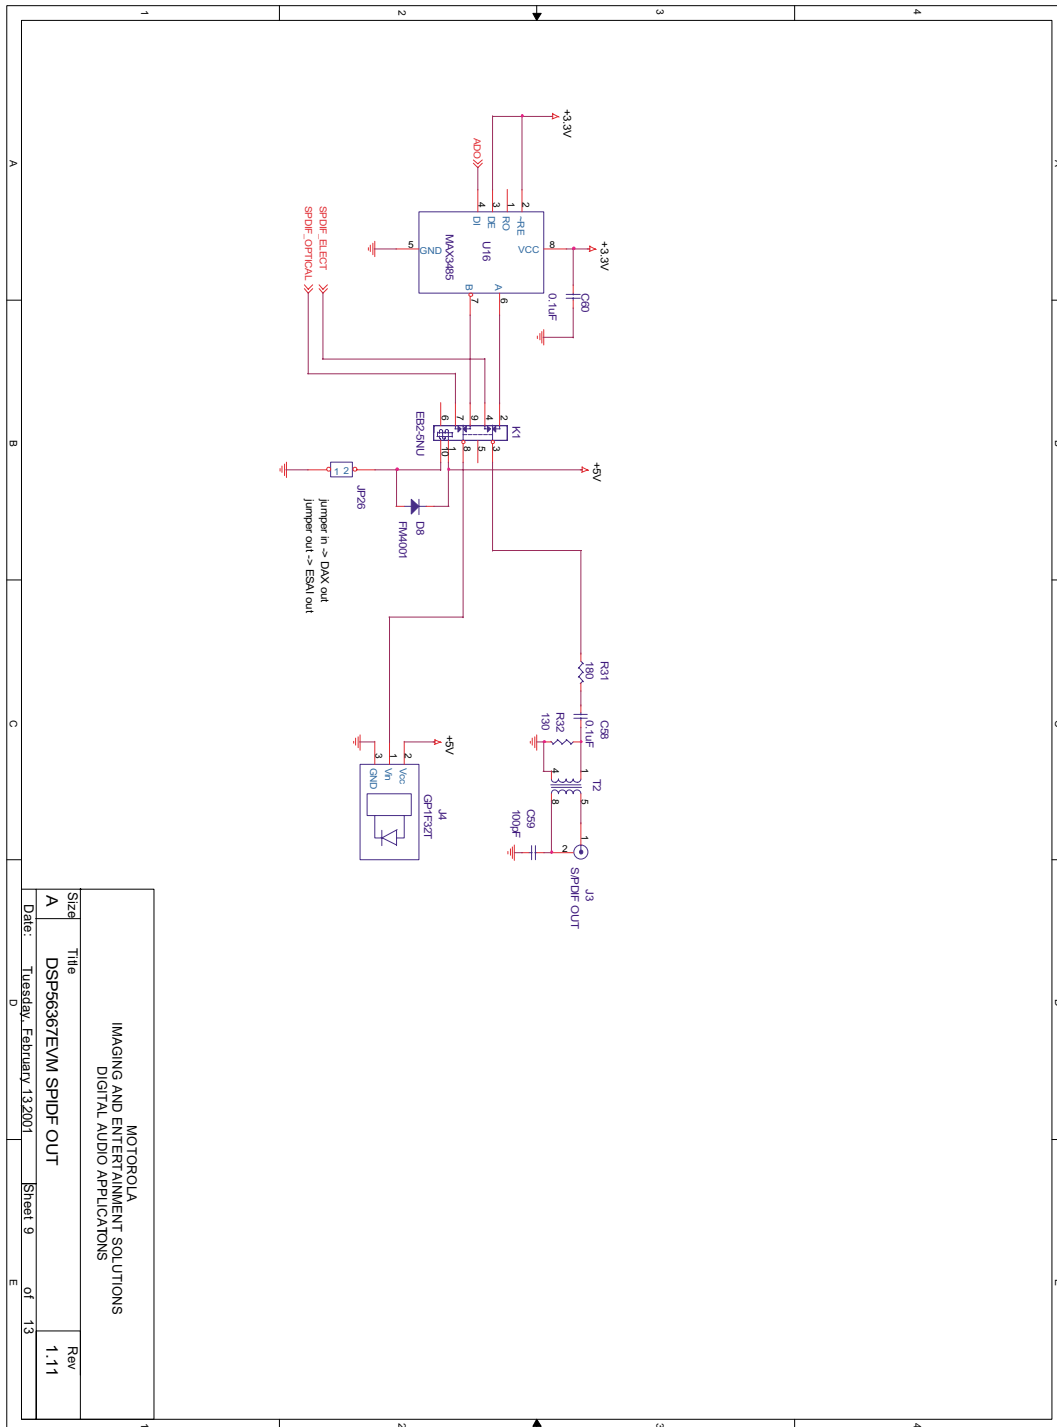 1
2
3
4
A
B
C
D
E
+3.3V
+3.3V
ADO
2
1
3
4
~RE
RO
DE
DI
VCC
8
U16
MAX3485
GND
5
A
6
B
7
C60
0.1uF
SPDIF_ELECT
SPDIF_OPTICAL
K1
EB2-5NU
2
4
9
7
6
3
5
8
1
10
+5V
D8
FM4001
JP26
1 2
jumper in -> DAX out
jumper out -> ESAI out
R31
180
C58
0.1uF
R32
130
T2
1
4
5
8
C59
100pF
1
2
J3
S/PDIF OUT
+5V
2
1
3
Vcc
Vin
GND
J4
GP1F32T
MOTOROLA
IMAGING AND ENTERTAINMENT SOLUTIONS
DIGITAL AUDIO APPLICATONS
Size
Title
Rev
A
DSP56367EVM SPIDF OUT
1.11
Date:
Tuesday, February 13,2001
Sheet 9 of 13
1
2
3
4
A
B
C
D
E